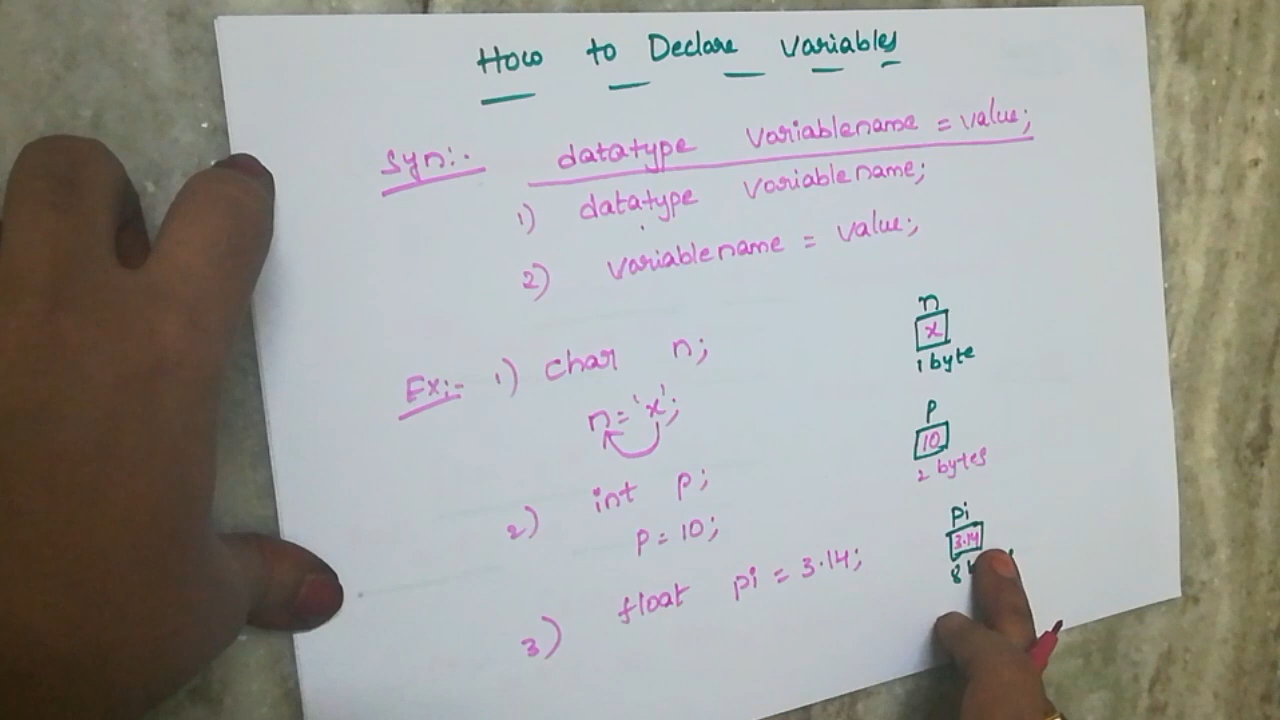 How to Declare Variables
Syn:- datatype variablename = value;
1) datatype variablename;
2) variablename = value;
Ex:- 1) char n;
n = 'x';
n
x
1 byte
2) int p;
p = 10;
p
10
2 bytes
3) float pi = 3.14;
pi
3.14
8